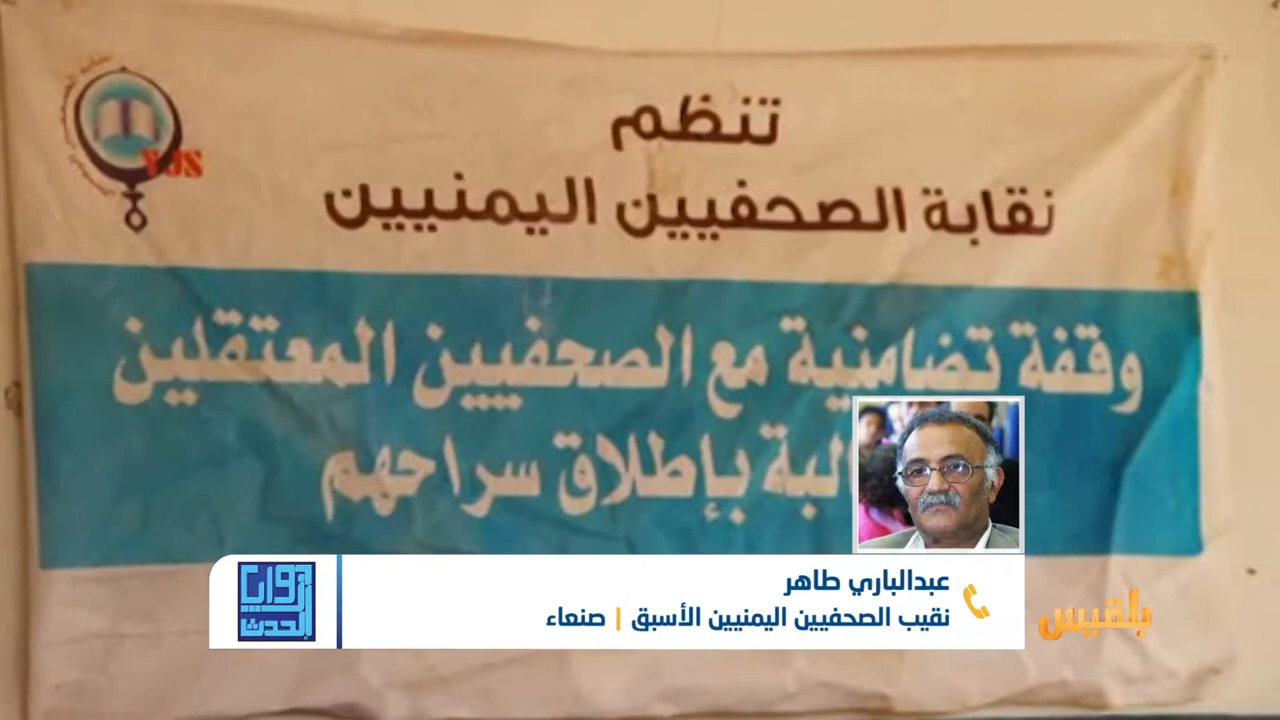 تنظم
نقابة الصحفيين اليمنيين
YJS
وقفة تضامنية مع الصحفيين المعتقلين
بإطلاق سراحهم
عبدالباري طاهر
نقيب الصحفيين اليمنيين الأسبق | صنعاء
بلقيس
زوايا الحدث